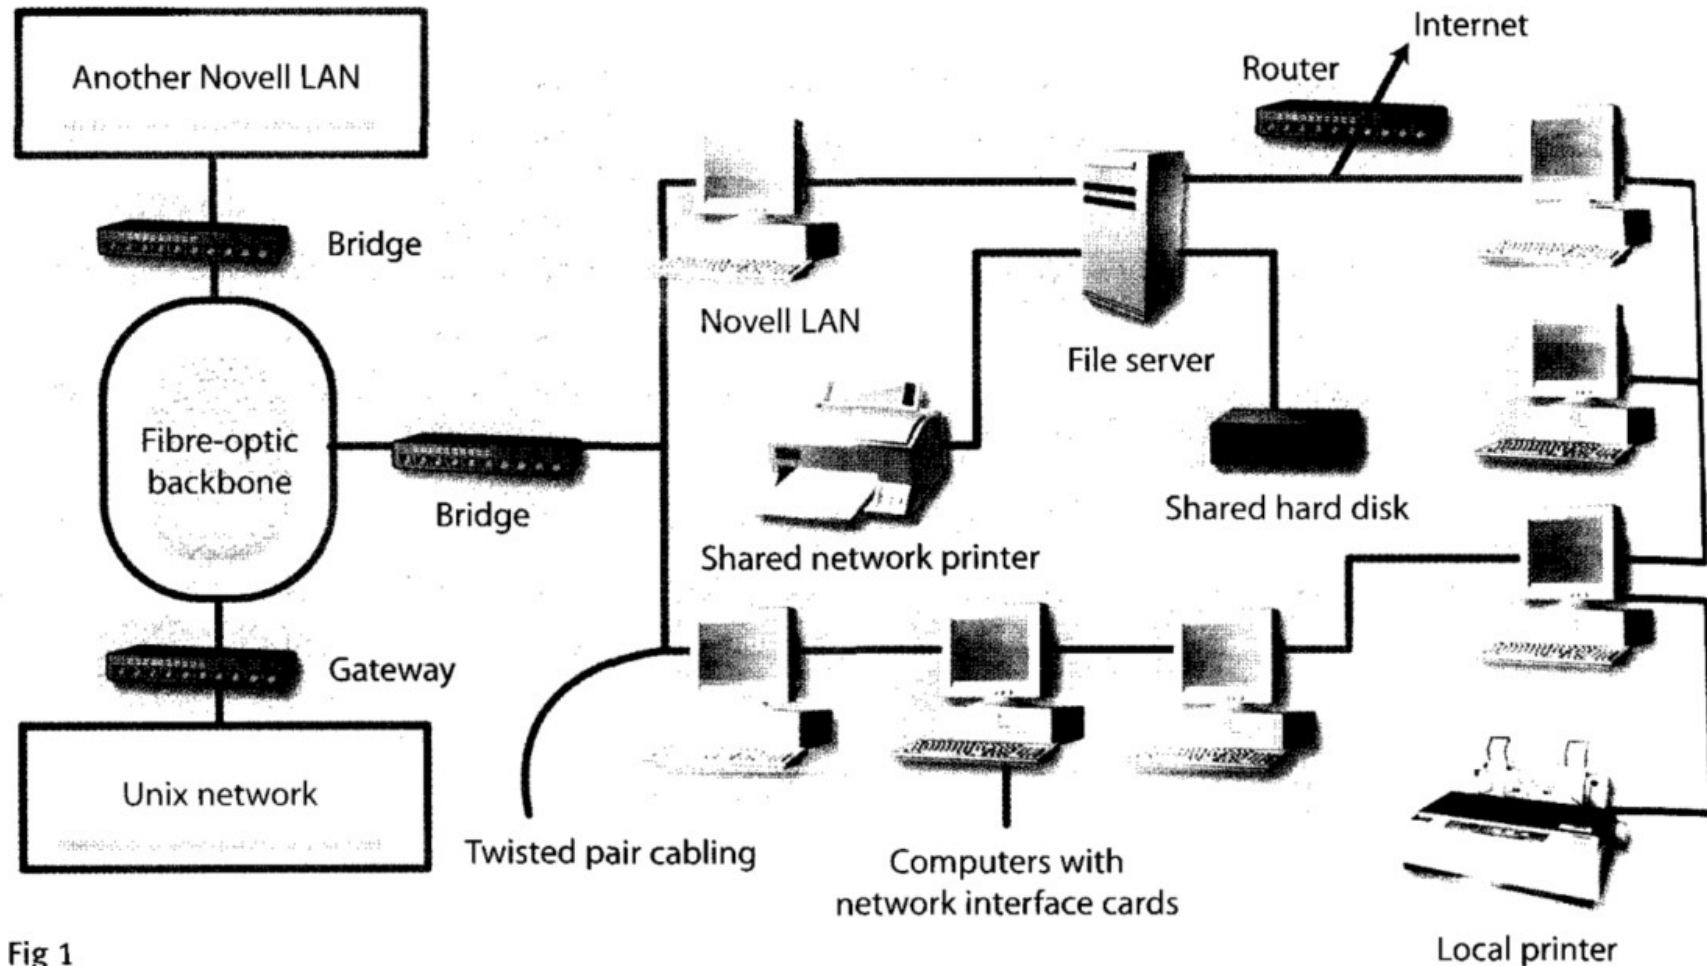 Another Novell LAN
Bridge
Fibre-optic
backbone
Bridge
Gateway
Unix network
Twisted pair cabling
Novell LAN
Shared network printer
File server
Router
Internet
Shared hard disk
Computers with
network interface cards
Local printer
Fig 1